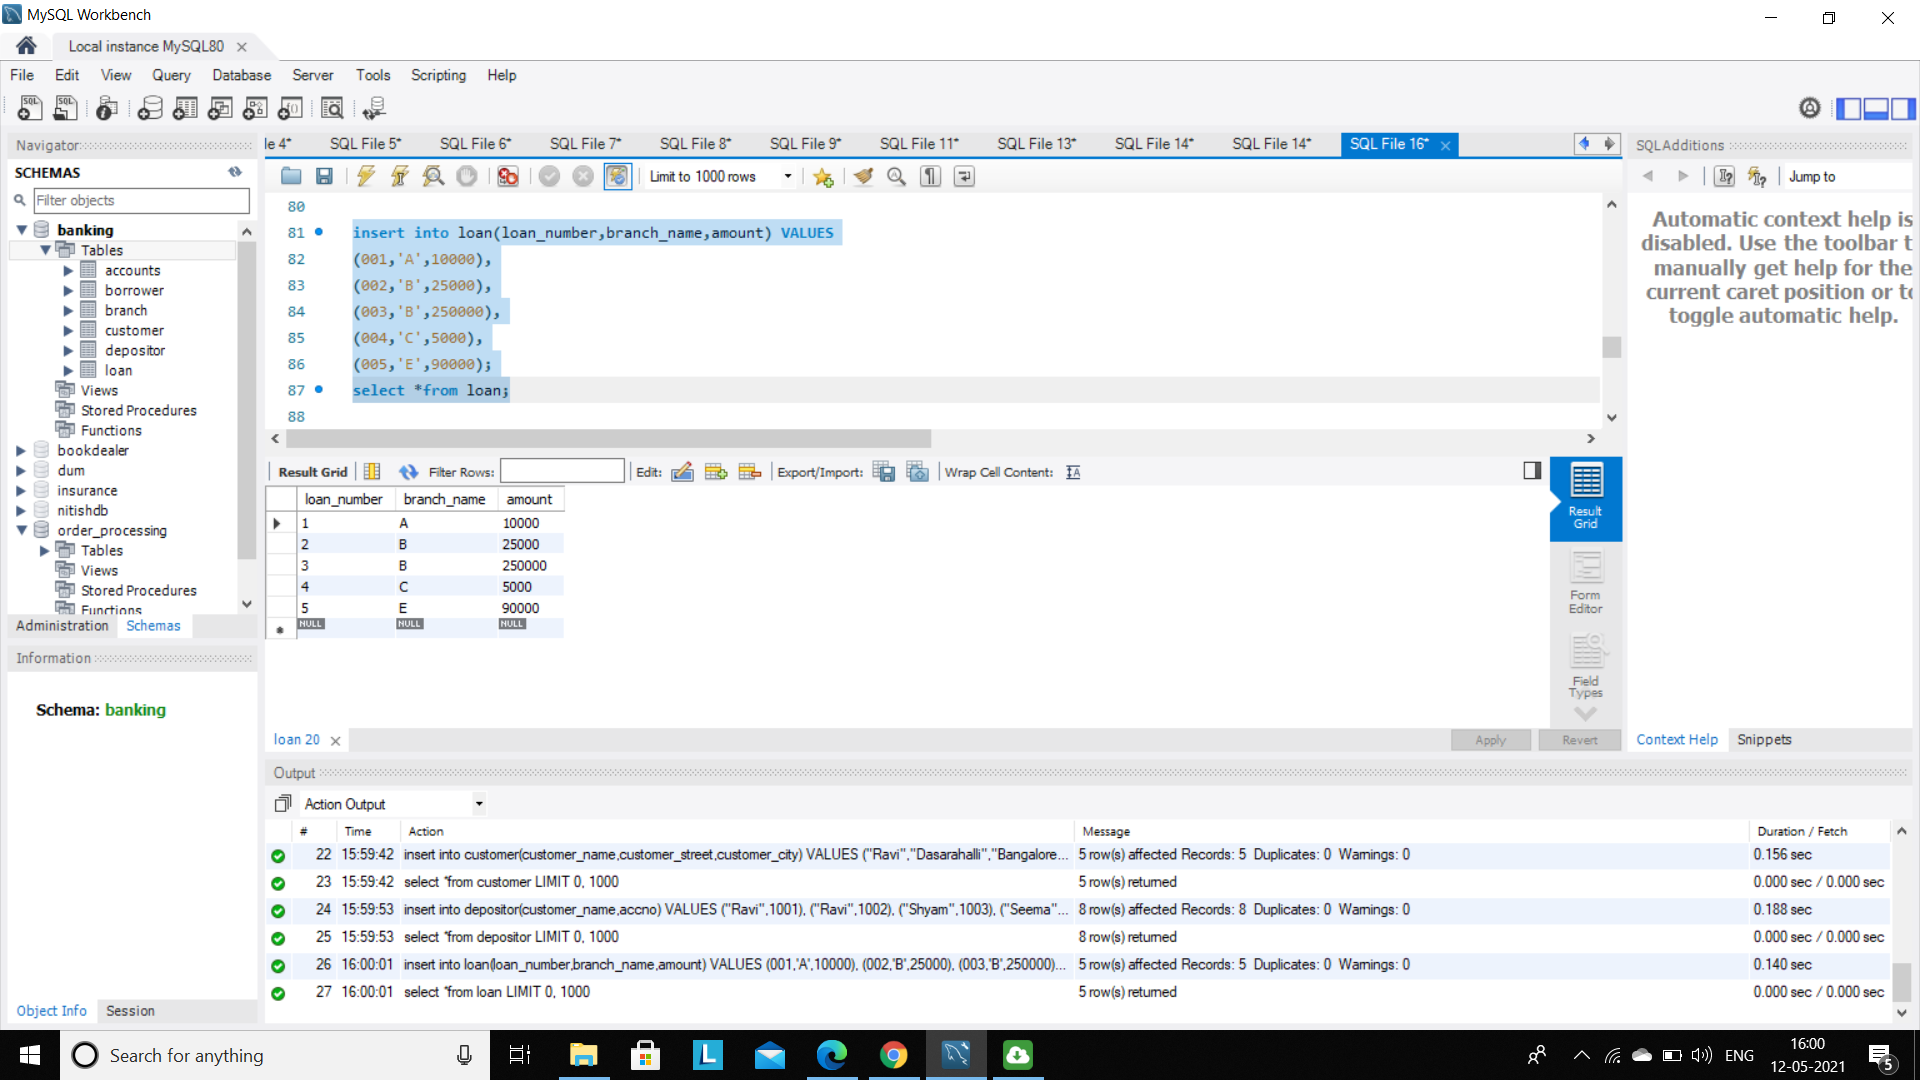 MySQL Workbench
Local instance MySQL80
File Edit View Query Database Server Tools Scripting Help
Navigator
SCHEMAS
Filter objects
banking
Tables
accounts
borrower
branch
customer
depositor
loan
Views
Stored Procedures
Functions
bookdealer
dum
insurance
nitishdb
order_processing
Tables
Views
Stored Procedures
Functions
Administration Schemas
Information
Schema: banking
Object Info Session
le 4* SQL File 5* SQL File 6* SQL File 7* SQL File 8* SQL File 9* SQL File 11* SQL File 13* SQL File 14* SQL File 14* SQL File 16*
Limit to 1000 rows
80
81 insert into loan(loan_number,branch_name,amount) VALUES
82 (001,'A',10000),
83 (002,'B',25000),
84 (003,'B',250000),
85 (004,'C',5000),
86 (005,'E',90000);
87 select *from loan;
88
Result Grid Filter Rows: Edit: Export/Import: Wrap Cell Content:
loan_number branch_name amount
1 A 10000
2 B 25000
3 B 250000
4 C 5000
5 E 90000
NULL NULL NULL
Result
Grid
Form
Editor
Field
Types
loan 20
Apply Revert
SQLAdditions
Jump to
Automatic context help is
disabled. Use the toolbar t
manually get help for the
current caret position or to
toggle automatic help.
Context Help Snippets
Output
Action Output
# Time Action Message Duration / Fetch
22 15:59:42 insert into customer(customer_name,customer_street,customer_city) VALUES ("Ravi","Dasarahalli","Bangalore... 5 row(s) affected Records: 5 Duplicates: 0 Warnings: 0 0.156 sec
23 15:59:42 select *from customer LIMIT 0, 1000 5 row(s) returned 0.000 sec / 0.000 sec
24 15:59:53 insert into depositor(customer_name,accno) VALUES ("Ravi",1001), ("Ravi",1002), ("Shyam",1003), ("Seema"... 8 row(s) affected Records: 8 Duplicates: 0 Warnings: 0 0.188 sec
25 15:59:53 select *from depositor LIMIT 0, 1000 8 row(s) returned 0.000 sec / 0.000 sec
26 16:00:01 insert into loan(loan_number,branch_name,amount) VALUES (001,'A',10000), (002,'B',25000), (003,'B',250000)... 5 row(s) affected Records: 5 Duplicates: 0 Warnings: 0 0.140 sec
27 16:00:01 select *from loan LIMIT 0, 1000 5 row(s) returned 0.000 sec / 0.000 sec
Search for anything
ENG
16:00
12-05-2021
5